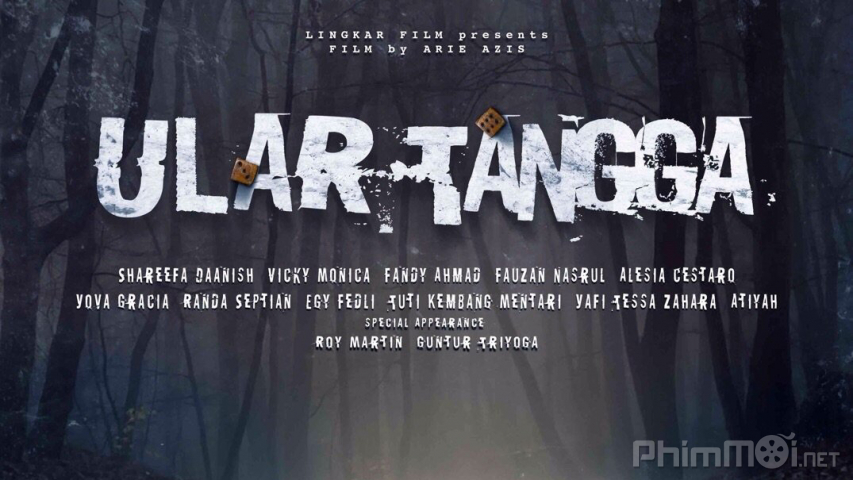 LINGKAR FILM presents
FILM by ARIE AZIS
ULAR TANGGA
SHAREEFA DAANISH VICKY MONICA FANDY AHMAD FAUZAN NASRUL ALESIA CESTARO
YOVA GRACIA RANDA SEPTIAN EGY FEDLI TUTI KEMBANG MENTARI YAFI TESSA ZAHARA ATIYAH
SPECIAL APPEARANCE
ROY MARTIN GUNTUR TRIYOGA
PhimMoi.NET